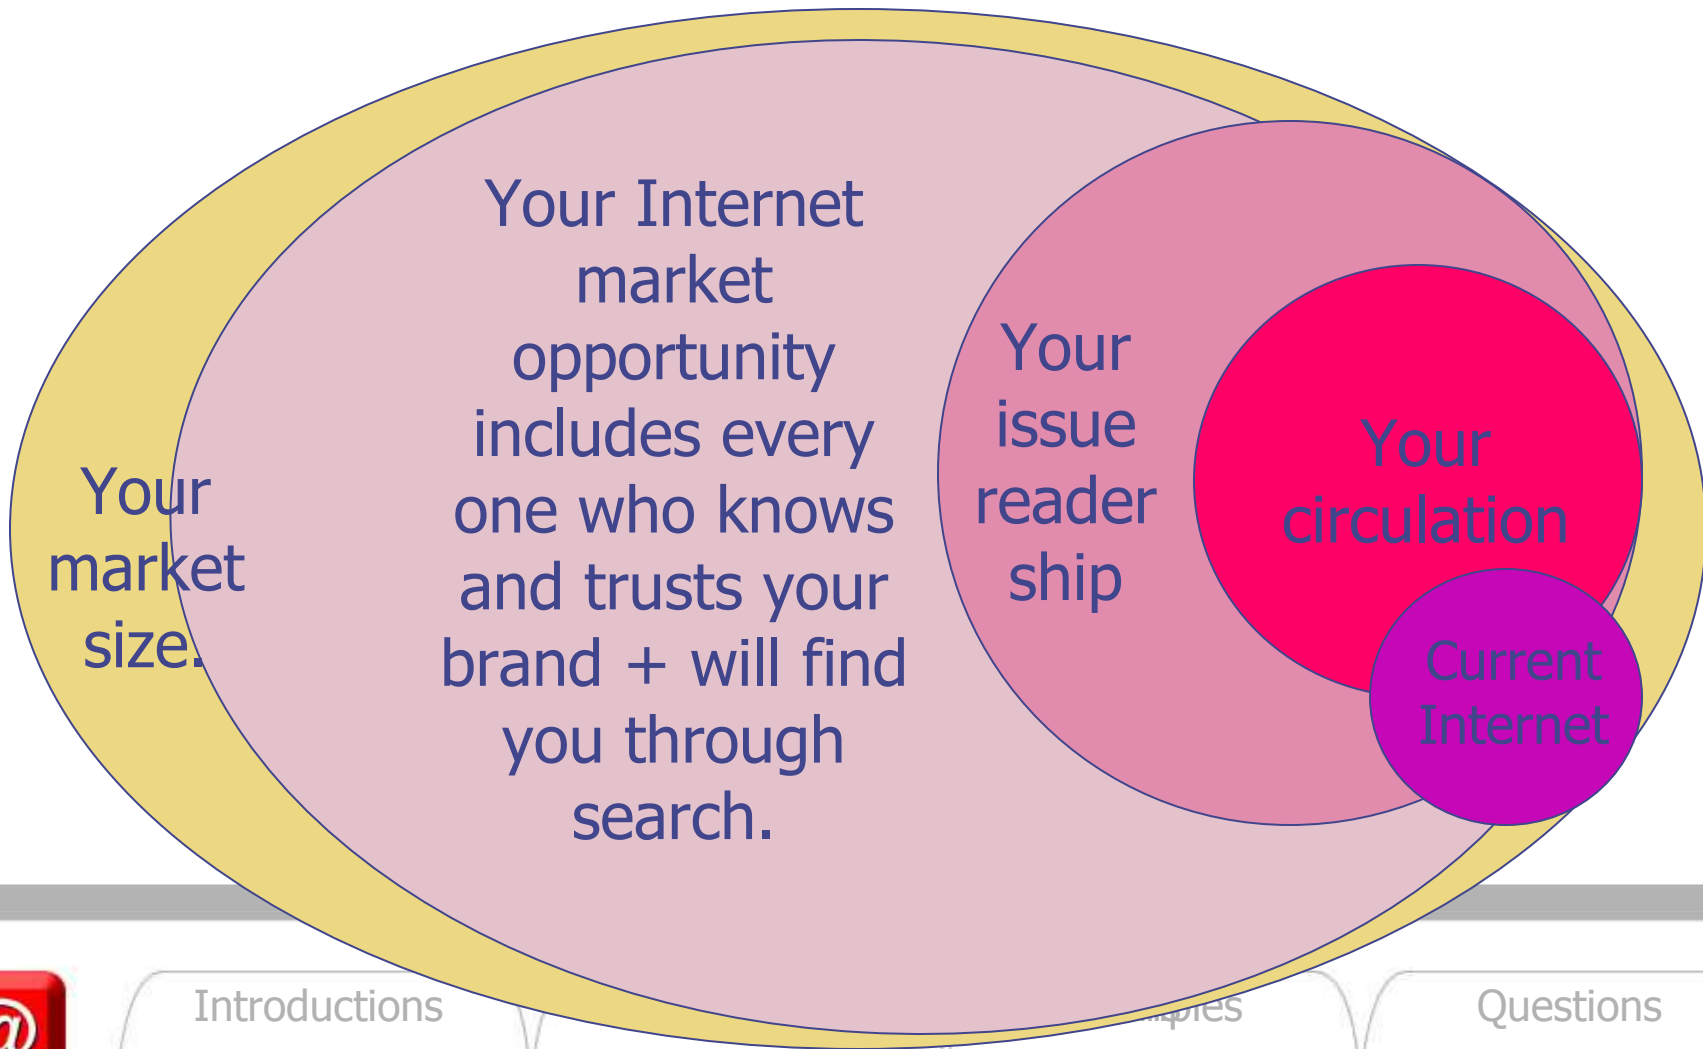 Your Internet
market
opportunity
includes every
one who knows
and trusts your
brand + will find
you through
search.
Your
market
size.
Your
issue
reader
ship
Your
circulation
Current
Internet
@
Introductions
Questions